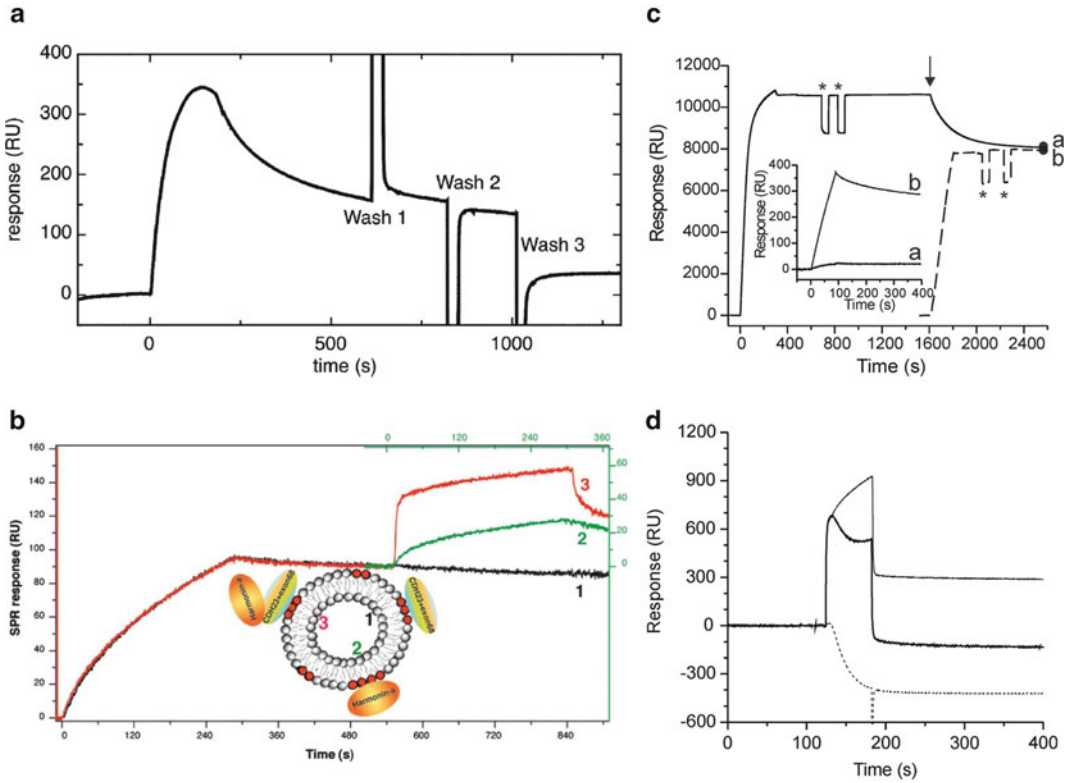 a
response (RU)
400
300
200
100
0
Wash 1
Wash 2
Wash 3
0
500
1000
time (s)
c
Response (RU)
12000
10000
8000
6000
4000
2000
0
* *
a
b
* *
Response (RU)
400
300
200
100
0
b
a
0 100 200 300 400
Time (s)
0 400 800 1200 1600 2000 2400
Time (s)
b
0 120 240 360
SPR response (RU)
160
140
120
100
80
60
40
20
0
60
40
20
0
3
2
1
Harmonin-a
CDH23+exon68
CDH23+exon68
3
1
2
Harmonin-a
0 120 240 360 480 600 720 840
Time (s)
d
Response (RU)
1200
900
600
300
0
-300
-600
0 100 200 300 400
Time (s)